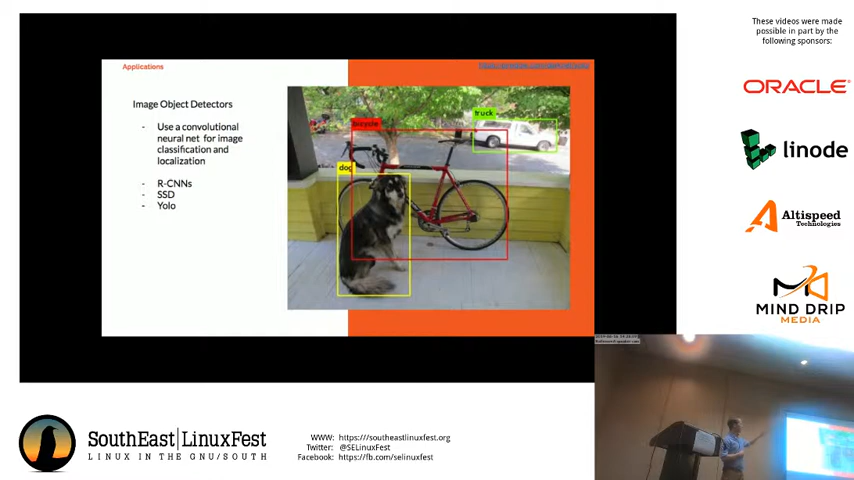 These videos were made
possible in part by the
following sponsors:
ORACLE
linode
Altispeed
Technologies
MIND DRIP
MEDIA
Applications
Image Object Detectors
- Use a convolutional
neural net for image
classification and
localization
- R-CNNs
- SSD
- Yolo
truck
bicycle
dog
SouthEast|LinuxFest
LINUX IN THE GNU/SOUTH
WWW: https:///southeastlinuxfest.org
Twitter: @SELinuxFest
Facebook: https://fb.com/selinuxfest